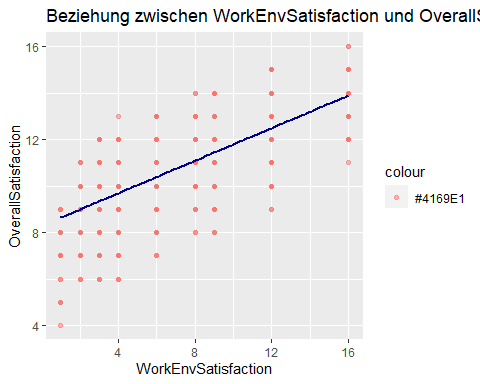 Beziehung zwischen WorkEnvSatisfaction und OverallS
16
12
8
4
OverallSatisfaction
4
8
12
16
WorkEnvSatisfaction
colour
#4169E1